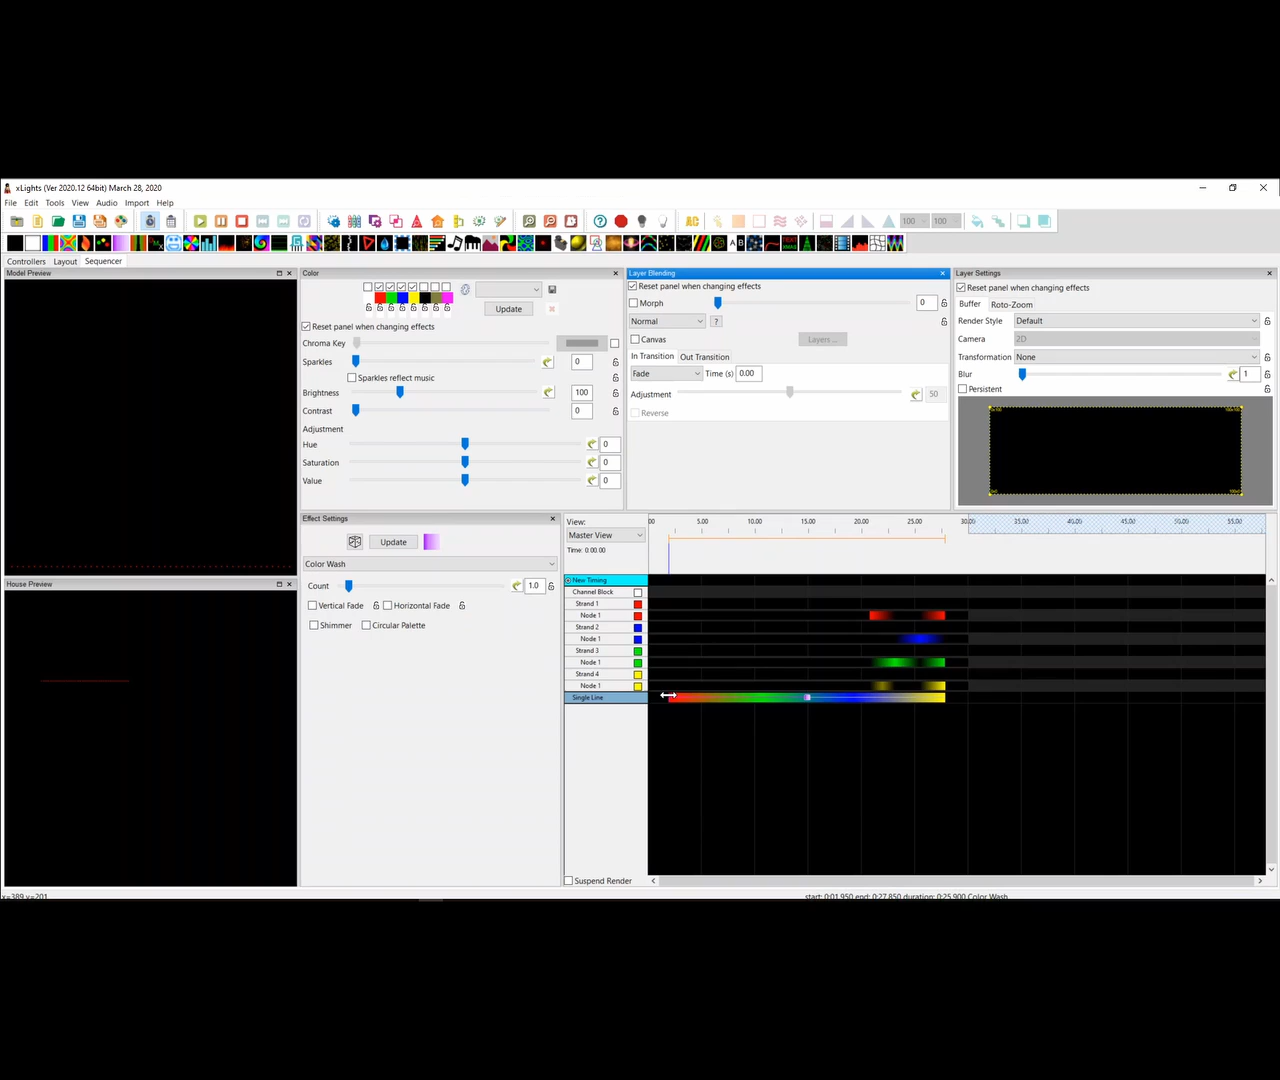 xLights (Ver 2020.12 64bit) March 28, 2020
File Edit Tools View Audio Import Help
AC 100 100
Controllers Layout Sequencer
Model Preview
Color
Update
Reset panel when changing effects
Chroma Key
Sparkles 0
Sparkles reflect music
Brightness 100
Contrast 0
Adjustment
Hue 0
Saturation 0
Value 0
Layer Blending
Reset panel when changing effects
Morph 0
Normal ?
Canvas Layers ...
In Transition Out Transition
Fade Time (s) 0.00
Adjustment 50
Reverse
Layer Settings
Reset panel when changing effects
Buffer Roto-Zoom
Render Style Default
Camera 2D
Transformation None
Blur 1
Persistent
House Preview
Effect Settings
Update
Color Wash
Count 1.0
Vertical Fade Horizontal Fade
Shimmer Circular Palette
View:
Master View
Time: 0:00.00
5.00 10.00 15.00 20.00 25.00 30.00 35.00 40.00 45.00 50.00 55.00
New Timing
Channel Block
Strand 1
Node 1
Strand 2
Node 1
Strand 3
Node 1
Strand 4
Node 1
Single Line
Suspend Render
x=389 y=201
start: 0:01.950 end: 0:27.850 duration: 0:25.900 Color Wash